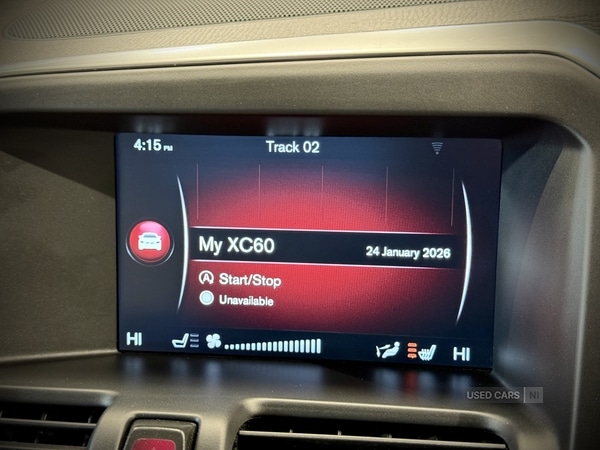 4:15 PM Track 02
My XC60 24 January 2026
A Start/Stop
Unavailable
HI HI
USED CARS NI